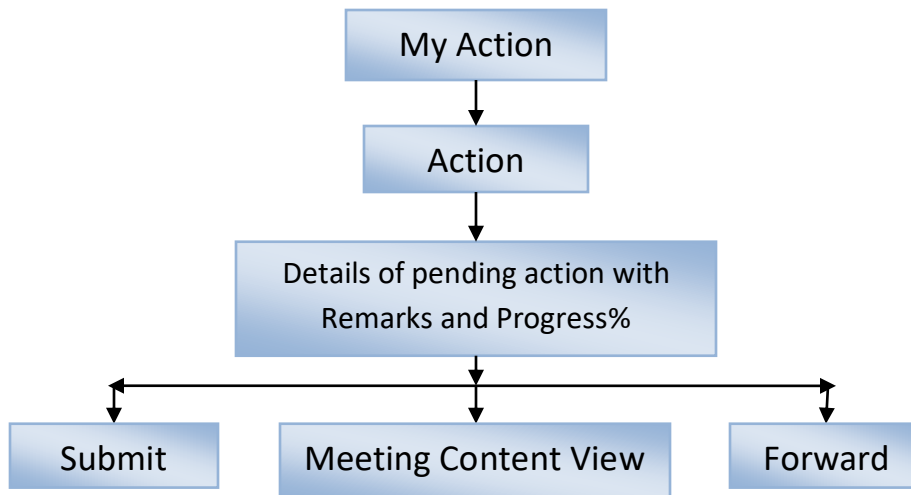 My Action
Action
Details of pending action with
Remarks and Progress%
Submit
Meeting Content View
Forward